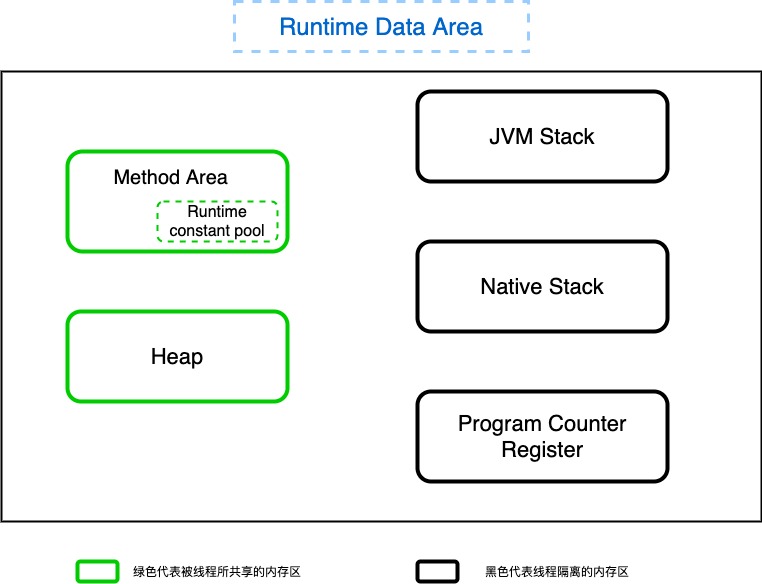 Runtime Data Area
JVM Stack
Method Area
Runtime
constant pool
Native Stack
Heap
Program Counter
Register
绿色代表被线程所共享的内存区
黑色代表线程隔离的内存区